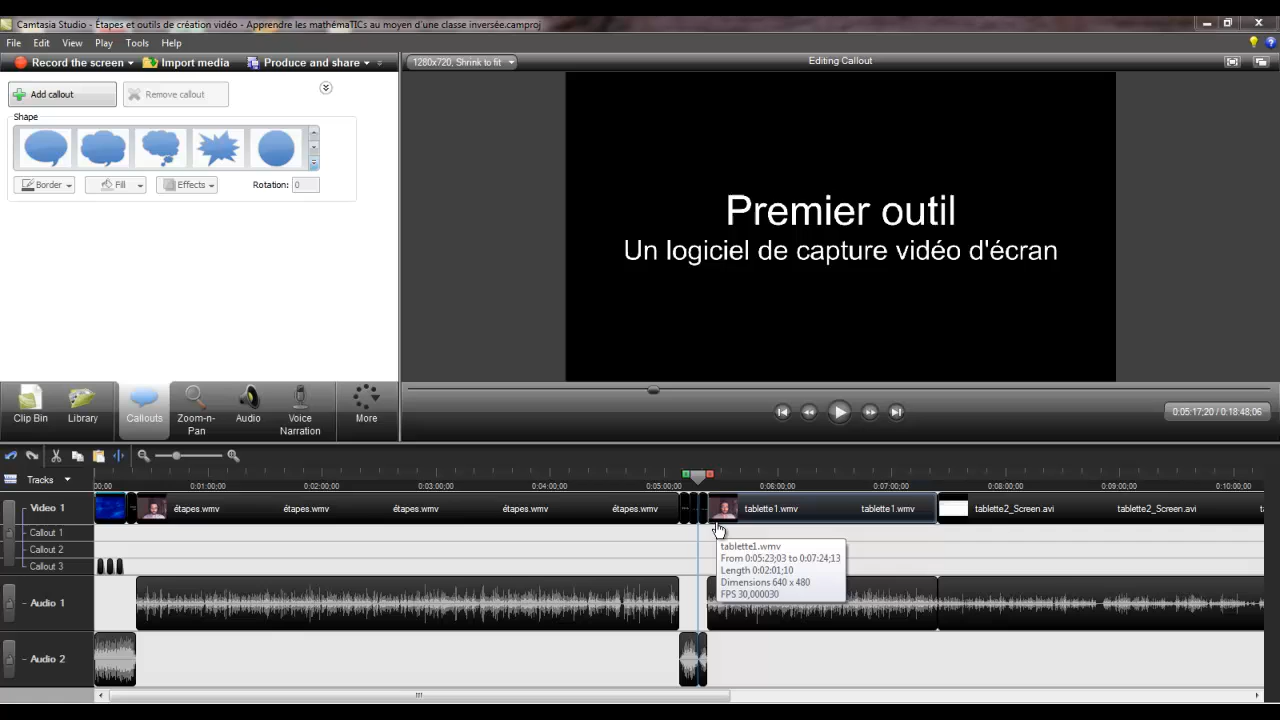 Camtasia Studio - Étapes et outils de création vidéo - Apprendre les mathémaTICs au moyen d'une classe inversée.camproj
File Edit View Play Tools Help
Record the screen Import media Produce and share
1280x720, Shrink to fit
Editing Callout
Add callout
Remove callout
Shape
Border
Fill
Effects
Rotation: 0
Premier outil
Un logiciel de capture vidéo d'écran
Clip Bin
Library
Callouts
Zoom-n-
Pan
Audio
Voice
Narration
More
0:05:17;20 / 0:18:48;06
Tracks
00:00 0:01:00;00 0:02:00;00 0:03:00;00 0:04:00;00 0:05:00;00 0:06:00;00 0:07:00;00 0:08:00;00 0:09:00;00 0:10:00;00
Video 1
étapes.wmv étapes.wmv étapes.wmv étapes.wmv étapes.wmv tablette1.wmv tablette1.wmv tablette2_Screen.avi tablette2_Screen.avi
Callout 1
Callout 2
Callout 3
tablette1.wmv
From 0:05:23;03 to 0:07:24;13
Length 0:02:01;10
Dimensions 640 x 480
FPS 30,000030
Audio 1
Audio 2